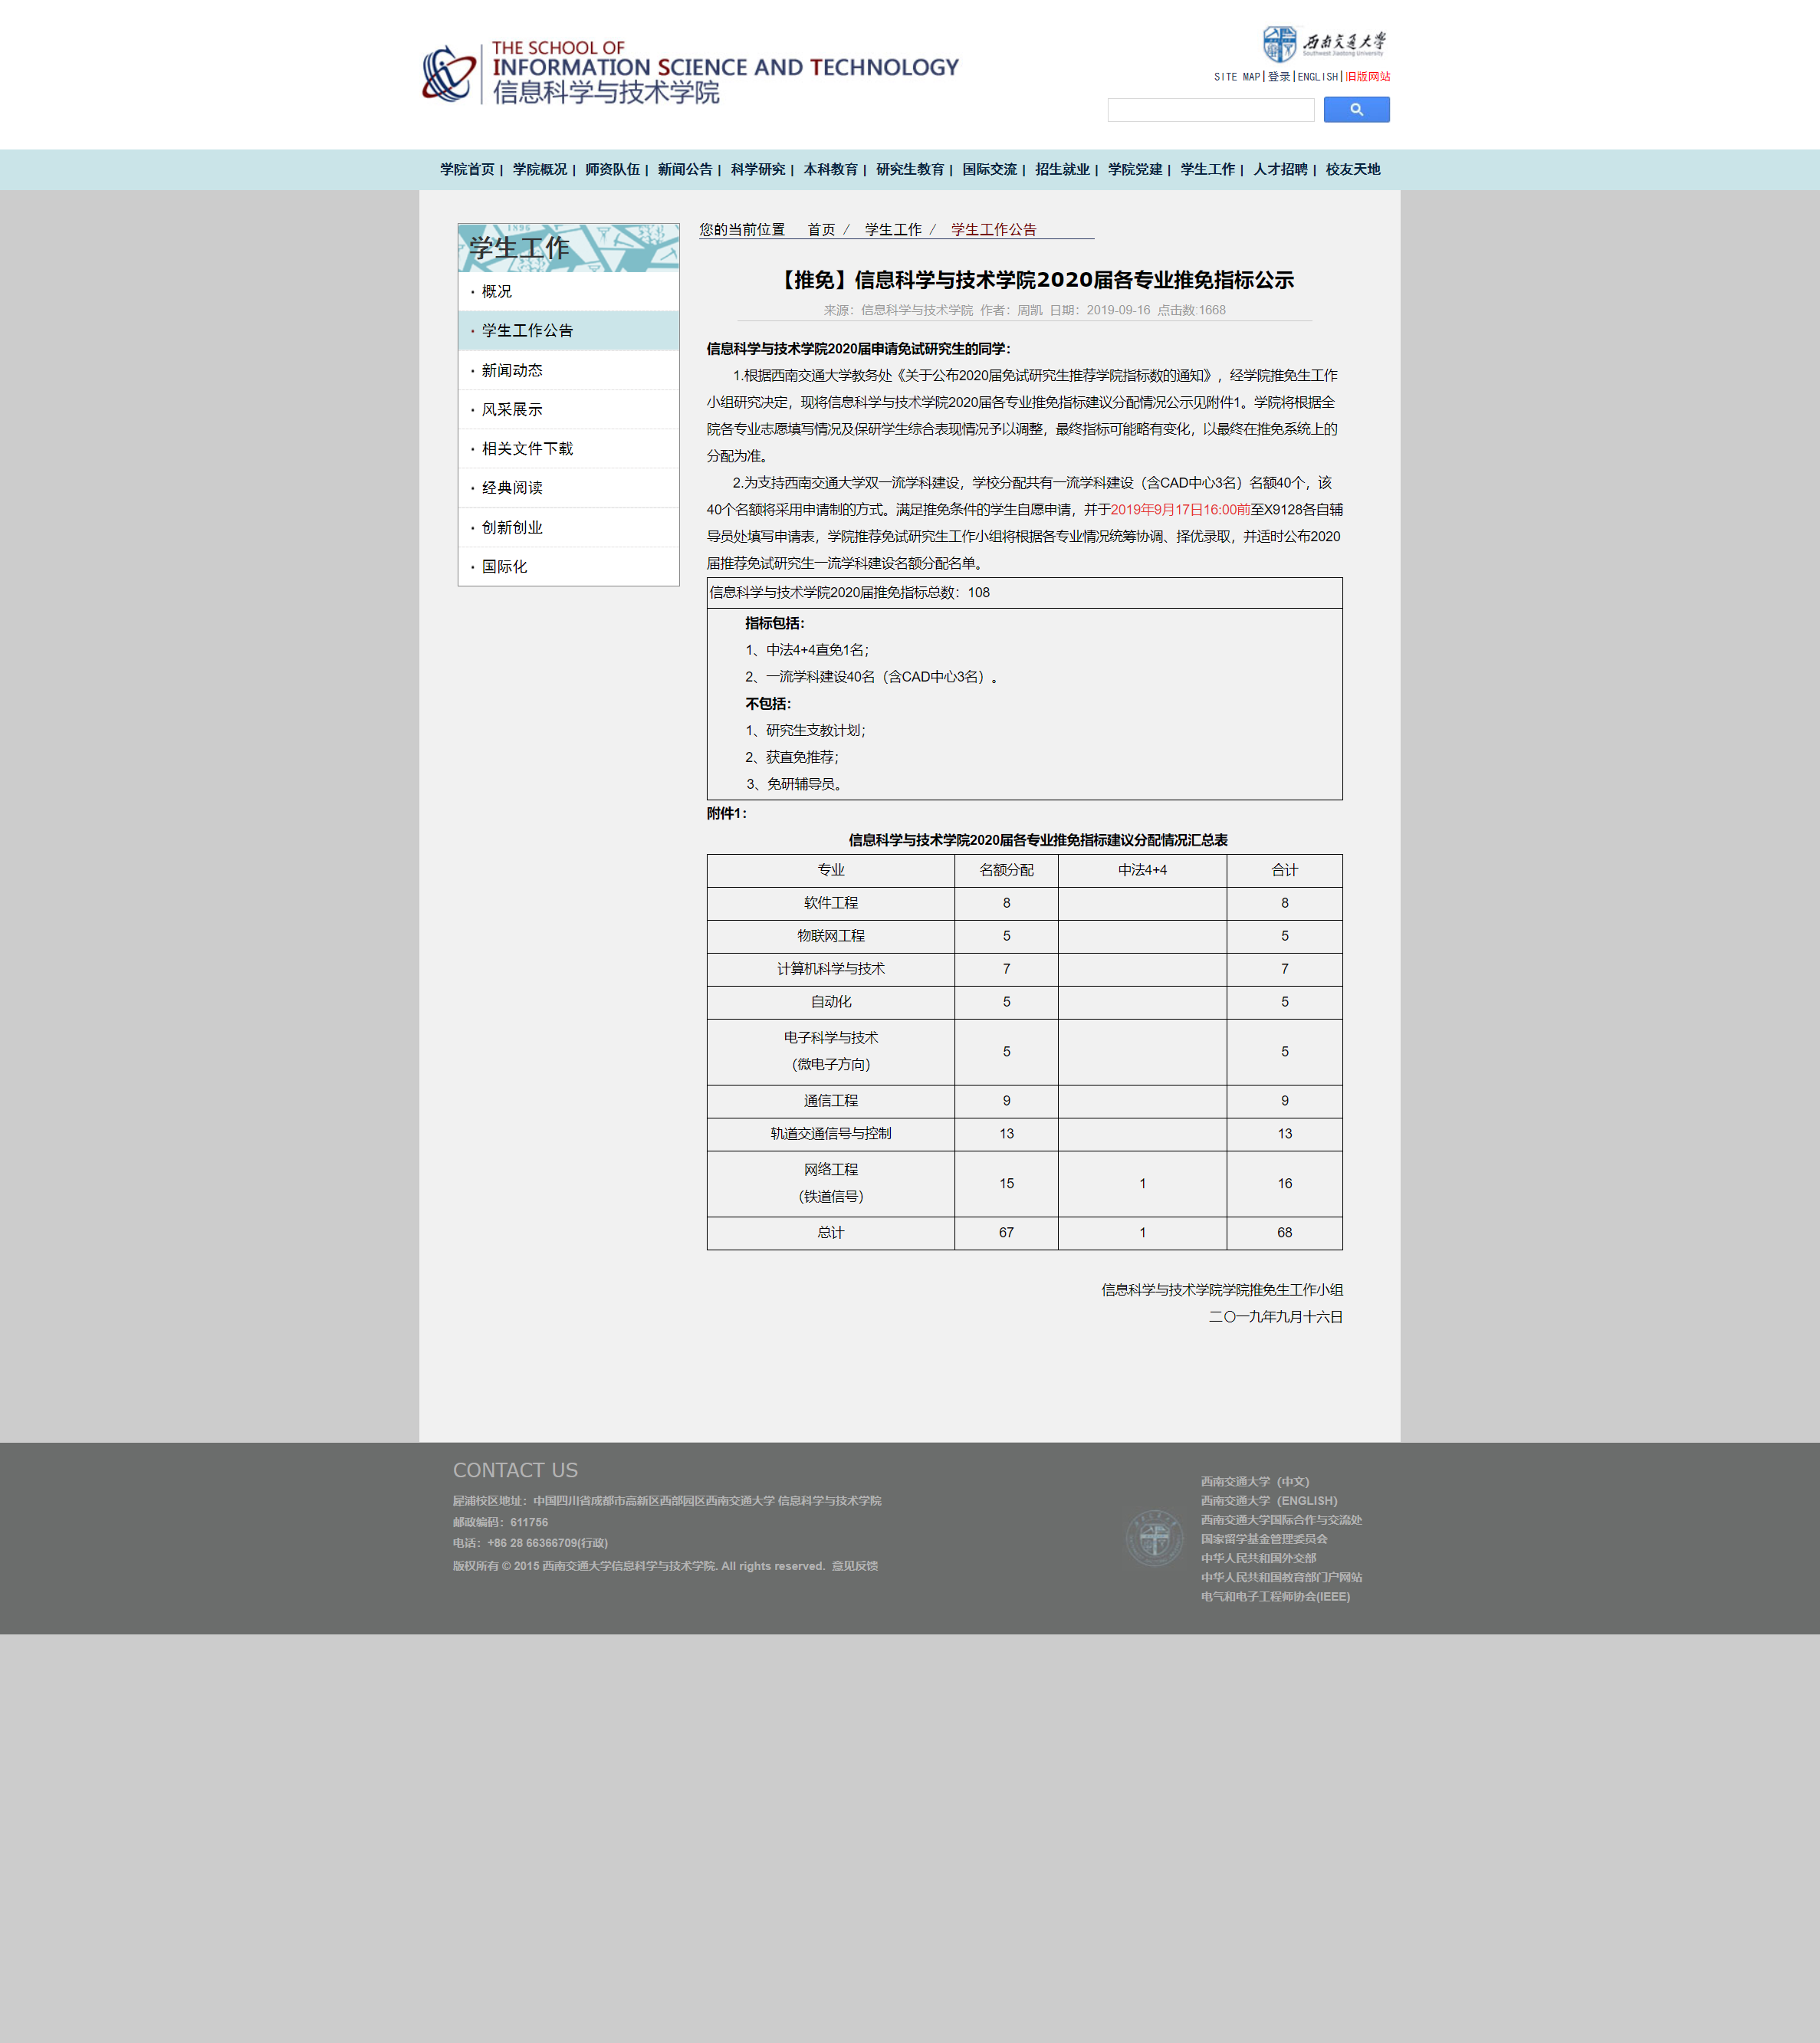 THE SCHOOL OF
INFORMATION SCIENCE AND TECHNOLOGY
信息科学与技术学院
西南交通大学
Southwest Jiaotong University
SITE MAP|登录|ENGLISH|旧版网站
学院首页 | 学院概况 | 师资队伍 | 新闻公告 | 科学研究 | 本科教育 | 研究生教育 | 国际交流 | 招生就业 | 学院党建 | 学生工作 | 人才招聘 | 校友天地
1896
学生工作
· 概况
· 学生工作公告
· 新闻动态
· 风采展示
· 相关文件下载
· 经典阅读
· 创新创业
· 国际化
您的当前位置 首页 / 学生工作 / 学生工作公告
【推免】信息科学与技术学院2020届各专业推免指标公示
来源：信息科学与技术学院 作者：周凯 日期：2019-09-16 点击数:1668
信息科学与技术学院2020届申请免试研究生的同学：
1.根据西南交通大学教务处《关于公布2020届免试研究生推荐学院指标数的通知》，经学院推免生工作
小组研究决定，现将信息科学与技术学院2020届各专业推免指标建议分配情况公示见附件1。学院将根据全
院各专业志愿填写情况及保研学生综合表现情况予以调整，最终指标可能略有变化，以最终在推免系统上的
分配为准。
2.为支持西南交通大学双一流学科建设，学校分配共有一流学科建设（含CAD中心3名）名额40个，该
40个名额将采用申请制的方式。满足推免条件的学生自愿申请，并于2019年9月17日16:00前至X9128各自辅
导员处填写申请表，学院推荐免试研究生工作小组将根据各专业情况统筹协调、择优录取，并适时公布2020
届推荐免试研究生一流学科建设名额分配名单。
信息科学与技术学院2020届推免指标总数：108
指标包括：
1、中法4+4直免1名；
2、一流学科建设40名（含CAD中心3名）。
不包括：
1、研究生支教计划；
2、获直免推荐；
3、免研辅导员。
附件1：
信息科学与技术学院2020届各专业推免指标建议分配情况汇总表
专业 名额分配 中法4+4 合计
软件工程 8 8
物联网工程 5 5
计算机科学与技术 7 7
自动化 5 5
电子科学与技术
（微电子方向） 5 5
通信工程 9 9
轨道交通信号与控制 13 13
网络工程
（铁道信号） 15 1 16
总计 67 1 68
信息科学与技术学院学院推免生工作小组
二〇一九年九月十六日
CONTACT US
犀浦校区地址：中国四川省成都市高新区西部园区西南交通大学 信息科学与技术学院
邮政编码：611756
电话：+86 28 66366709(行政)
版权所有 © 2015 西南交通大学信息科学与技术学院. All rights reserved. 意见反馈
西南交通大学（中文）
西南交通大学（ENGLISH）
西南交通大学国际合作与交流处
国家留学基金管理委员会
中华人民共和国外交部
中华人民共和国教育部门户网站
电气和电子工程师协会(IEEE)